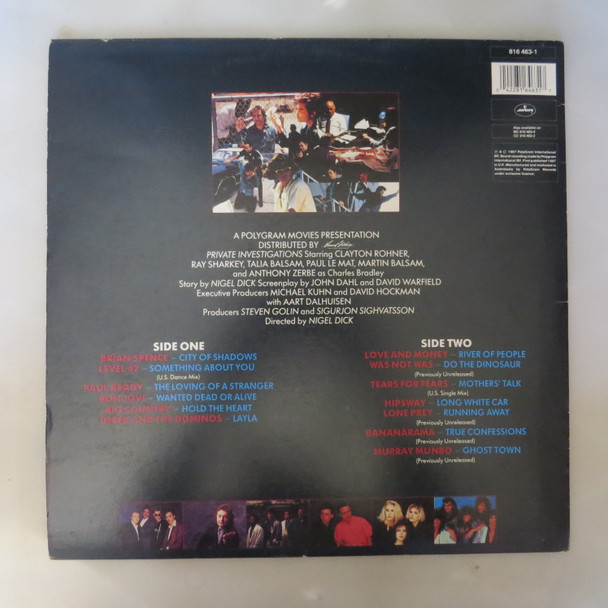 816 463-1
A POLYGRAM MOVIES PRESENTATION
DISTRIBUTED BY
PRIVATE INVESTIGATIONS Starring CLAYTON ROHNER,
RAY SHARKEY, TALIA BALSAM, PAUL LE MAT, MARTIN BALSAM,
and ANTHONY ZERBE as Charles Bradley
Story by NIGEL DICK Screenplay by JOHN DAHL and DAVID WARFIELD
Executive Producers MICHAEL KUHN and DAVID HOCKMAN
with AART DALHUISEN
Producers STEVEN GOLIN and SIGURJON SIGHVATSSON
Directed by NIGEL DICK
SIDE ONE
BRIAN SPENCE – CITY OF SHADOWS
LEVEL 42 – SOMETHING ABOUT YOU
(U.S. Dance Mix)
PAUL BRADY – THE LOVING OF A STRANGER
BON JOVI – WANTED DEAD OR ALIVE
BIG COUNTRY – HOLD THE HEART
DEREK AND THE DOMINOS – LAYLA
SIDE TWO
LOVE AND MONEY – RIVER OF PEOPLE
WAS NOT WAS – DO THE DINOSAUR
(Previously Unreleased)
TEARS FOR FEARS – MOTHERS' TALK
(U.S. Single Mix)
HIPSWAY – LONG WHITE CAR
LONE PREY – RUNNING AWAY
(Previously Unreleased)
BANANARAMA – TRUE CONFESSIONS
(Previously Unreleased)
MURRAY MUNRO – GHOST TOWN
(Previously Unreleased)